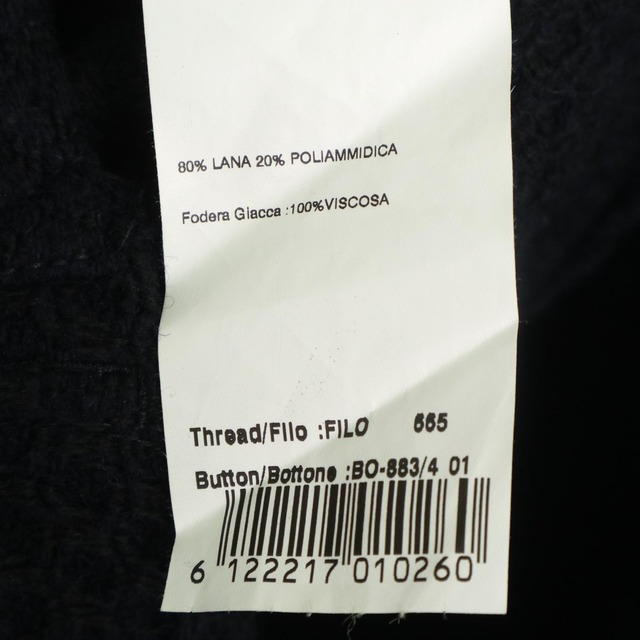 80% LANA 20% POLIAMMIDICA
Fodera Giacca :100%VISCOSA
Thread/Filo :FILO 665
Button/Bottone :BO-883/4 01
6 122217 010260